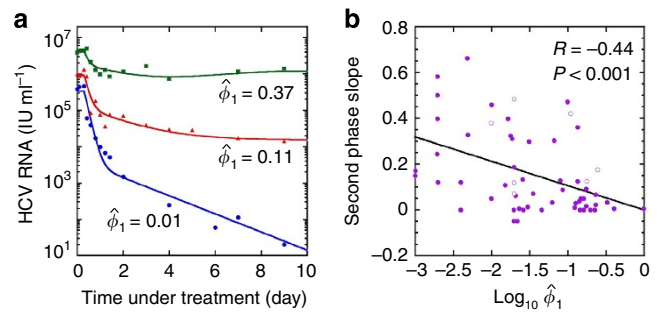 a
b
HCV RNA (IU ml⁻¹)
10⁷
10⁵
10³
10¹
ϕ̂₁ = 0.37
ϕ̂₁ = 0.11
ϕ̂₁ = 0.01
0 2 4 6 8 10
Time under treatment (day)
Second phase slope
0.8
0.6
0.4
0.2
0
−0.2
R = −0.44
P < 0.001
−3 −2.5 −2 −1.5 −1 −0.5 0
Log₁₀ ϕ̂₁